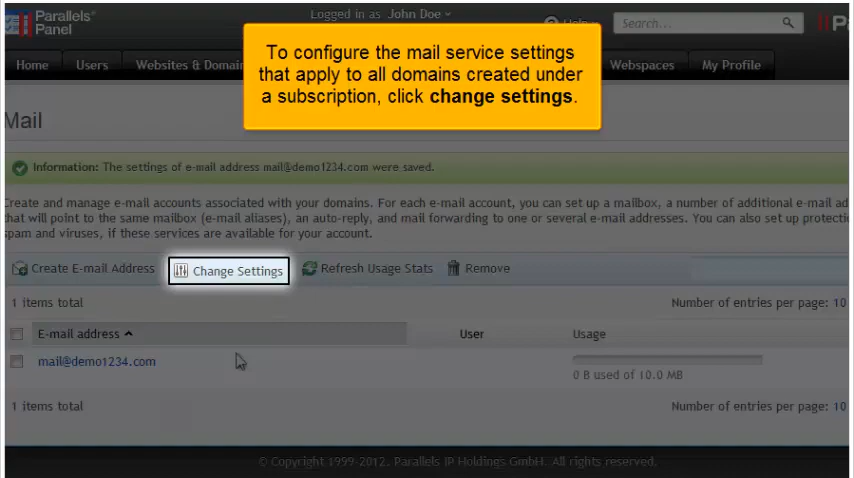 Parallels®
Panel
Logged in as John Doe
Help
Search...
Home Users Websites & Domain Webspaces My Profile
To configure the mail service settings
that apply to all domains created under
a subscription, click change settings.
Mail
Information: The settings of e-mail address mail@demo1234.com were saved.
Create and manage e-mail accounts associated with your domains. For each e-mail account, you can set up a mailbox, a number of additional e-mail ad
that will point to the same mailbox (e-mail aliases), an auto-reply, and mail forwarding to one or several e-mail addresses. You can also set up protectio
spam and viruses, if these services are available for your account.
Create E-mail Address Change Settings Refresh Usage Stats Remove
1 items total Number of entries per page: 10
E-mail address User Usage
mail@demo1234.com
0 B used of 10.0 MB
1 items total Number of entries per page: 10
© Copyright 1999-2012. Parallels IP Holdings GmbH. All rights reserved.